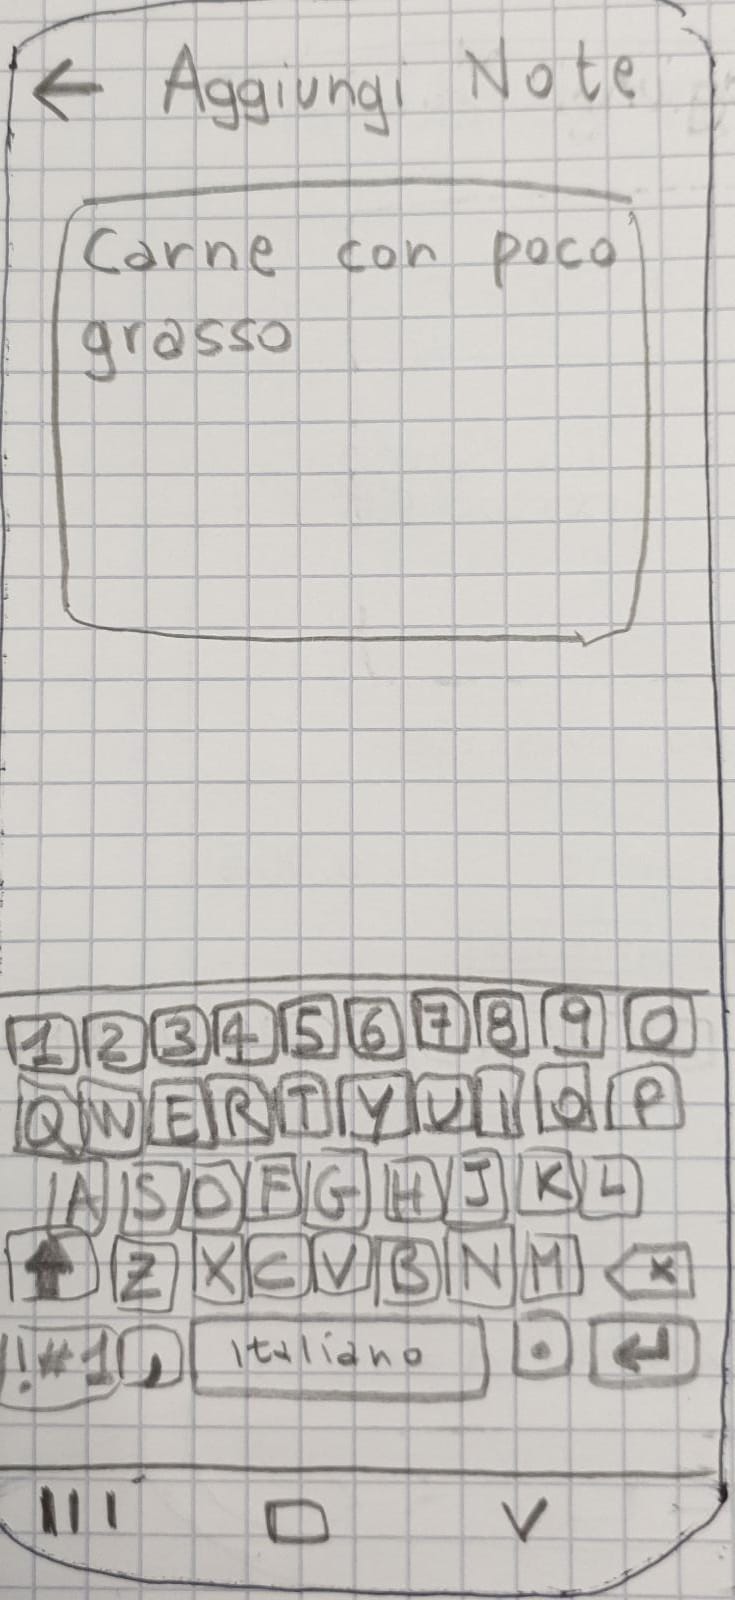 ← Aggiungi Note
Carne con poco
grasso
1 2 3 4 5 6 7 8 9 0
Q W E R T Y U I O P
A S D F G H J K L
Z X C V B N M
!#1 , Italiano .